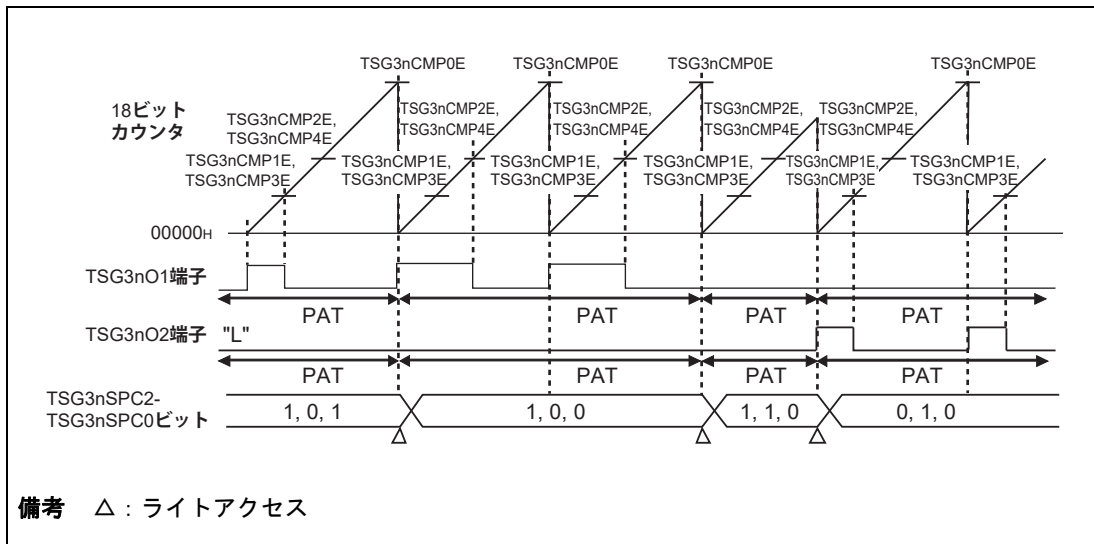 TSG3nCMP0E TSG3nCMP0E TSG3nCMP0E TSG3nCMP0E
18ビット
カウンタ
TSG3nCMP2E,
TSG3nCMP4E
TSG3nCMP2E,
TSG3nCMP4E
TSG3nCMP2E,
TSG3nCMP4E
TSG3nCMP2E,
TSG3nCMP4E
TSG3nCMP2E,
TSG3nCMP4E
TSG3nCMP1E,
TSG3nCMP3E
TSG3nCMP1E,
TSG3nCMP3E
TSG3nCMP1E,
TSG3nCMP3E
TSG3nCMP1E,
TSG3nCMP3E
TSG3nCMP1E,
TSG3nCMP3E
TSG3nCMP1E,
TSG3nCMP3E
00000H
TSG3nO1端子
PAT PAT PAT PAT
TSG3nO2端子 "L"
PAT PAT PAT PAT
TSG3nSPC2-
TSG3nSPC0ビット
1, 0, 1 1, 0, 0 1, 1, 0 0, 1, 0
備考 △：ライトアクセス